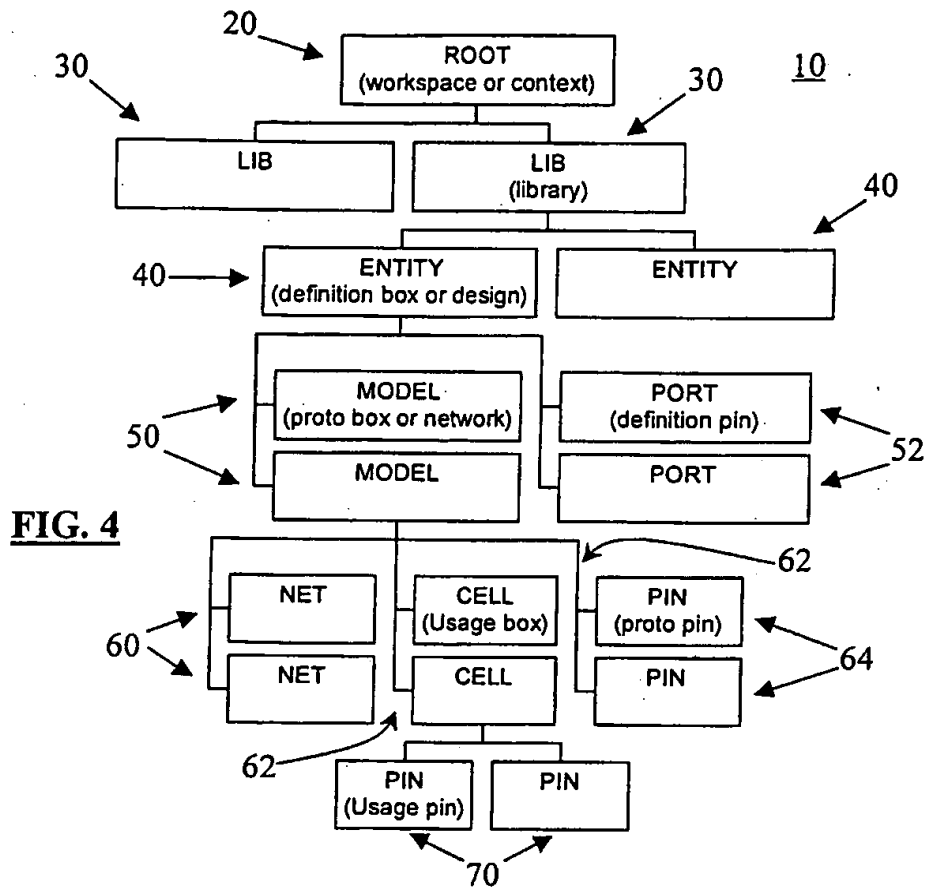 20
ROOT
(workspace or context)
10
30
30
LIB
LIB
(library)
40
40
ENTITY
(definition box or design)
ENTITY
50
MODEL
(proto box or network)
PORT
(definition pin)
52
MODEL
PORT
FIG. 4
62
NET
CELL
(Usage box)
PIN
(proto pin)
60
64
NET
CELL
PIN
62
PIN
(Usage pin)
PIN
70